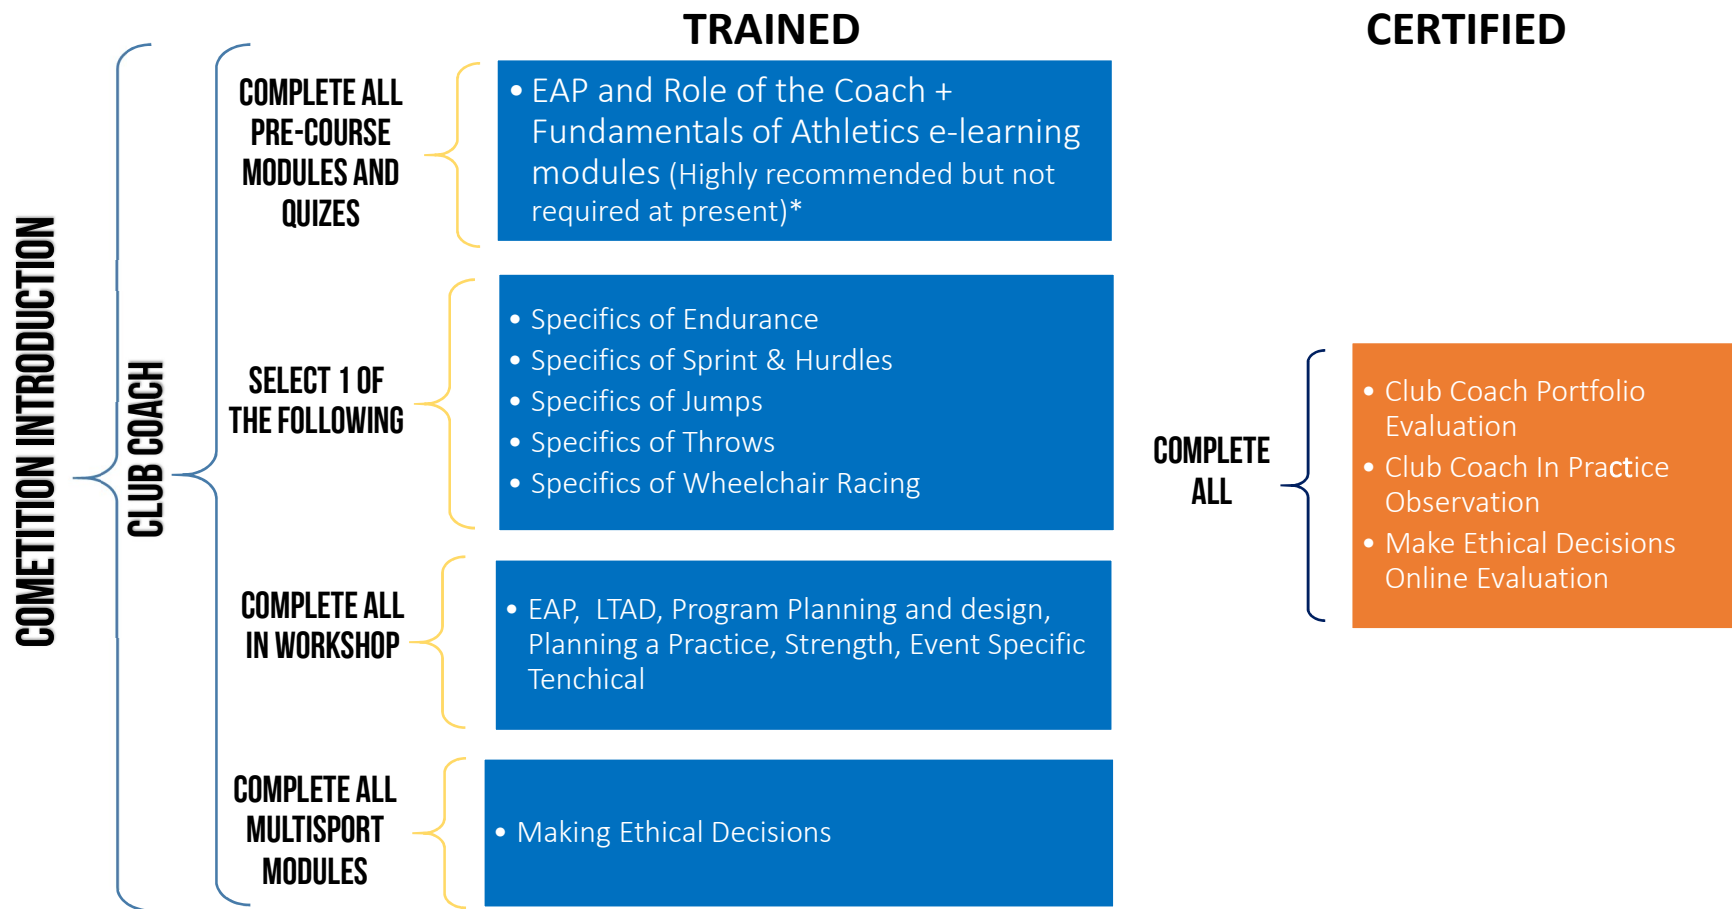 TRAINED
CERTIFIED
COMETITION INTRODUCTION
CLUB COACH
COMPLETE ALL
PRE-COURSE
MODULES AND
QUIZES
• EAP and Role of the Coach +
Fundamentals of Athletics e-learning
modules (Highly recommended but not
required at present)*
SELECT 1 OF
THE FOLLOWING
• Specifics of Endurance
• Specifics of Sprint & Hurdles
• Specifics of Jumps
• Specifics of Throws
• Specifics of Wheelchair Racing
COMPLETE ALL
IN WORKSHOP
• EAP, LTAD, Program Planning and design,
Planning a Practice, Strength, Event Specific
Tenchical
COMPLETE ALL
MULTISPORT
MODULES
• Making Ethical Decisions
COMPLETE
ALL
• Club Coach Portfolio
Evaluation
• Club Coach In Practice
Observation
• Make Ethical Decisions
Online Evaluation